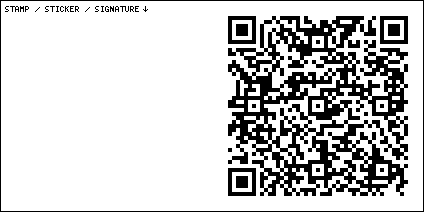 STAMP / STICKER / SIGNATURE ↓